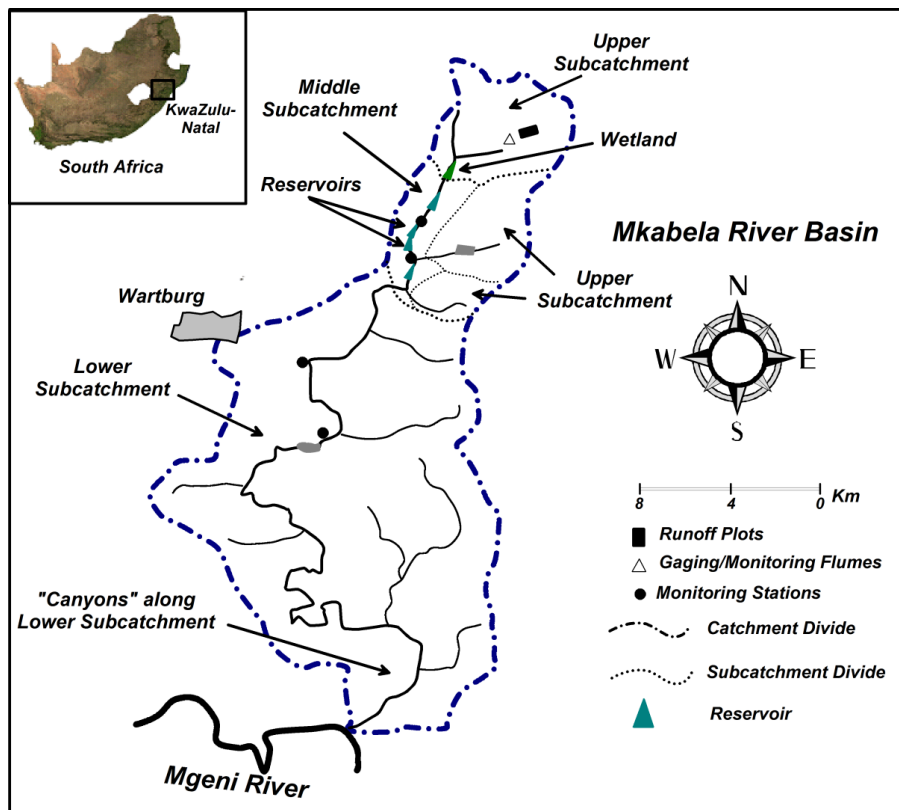 KwaZulu-
Natal
South Africa
Upper
Subcatchment
Middle
Subcatchment
Wetland
Reservoirs
Mkabela River Basin
Upper
Subcatchment
Wartburg
N
W
E
S
Lower
Subcatchment
Km
8 4 0
Runoff Plots
Gaging/Monitoring Flumes
Monitoring Stations
"Canyons" along
Lower Subcatchment
Catchment Divide
Subcatchment Divide
Reservoir
Mgeni River